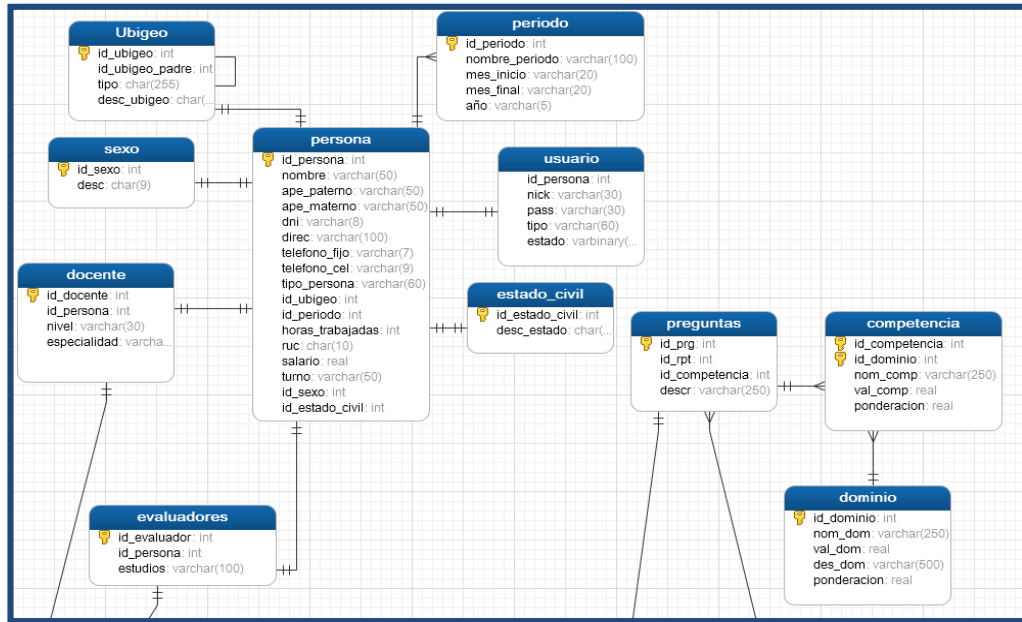 Ubigeo
id_ubigeo: int
id_ubigeo_padre: int
tipo: char(255)
desc_ubigeo: char(...
periodo
id_periodo: int
nombre_periodo: varchar(100)
mes_inicio: varchar(20)
mes_final: varchar(20)
año: varchar(5)
sexo
id_sexo: int
desc: char(9)
persona
id_persona: int
nombre: varchar(50)
ape_paterno: varchar(50)
ape_materno: varchar(50)
dni: varchar(8)
direc: varchar(100)
telefono_fijo: varchar(7)
telefono_cel: varchar(9)
tipo_persona: varchar(60)
id_ubigeo: int
id_periodo: int
horas_trabajadas: int
ruc: char(10)
salario: real
turno: varchar(50)
id_sexo: int
id_estado_civil: int
usuario
id_persona: int
nick: varchar(30)
pass: varchar(30)
tipo: varchar(60)
estado: varbinary(...
docente
id_docente: int
id_persona: int
nivel: varchar(30)
especialidad: varcha...
estado_civil
id_estado_civil: int
desc_estado: char(...
preguntas
id_prg: int
id_rpt: int
id_competencia: int
descr: varchar(250)
competencia
id_competencia: int
id_dominio: int
nom_comp: varchar(250)
val_comp: real
ponderacion: real
evaluadores
id_evaluador: int
id_persona: int
estudios: varchar(100)
dominio
id_dominio: int
nom_dom: varchar(250)
val_dom: real
des_dom: varchar(500)
ponderacion: real